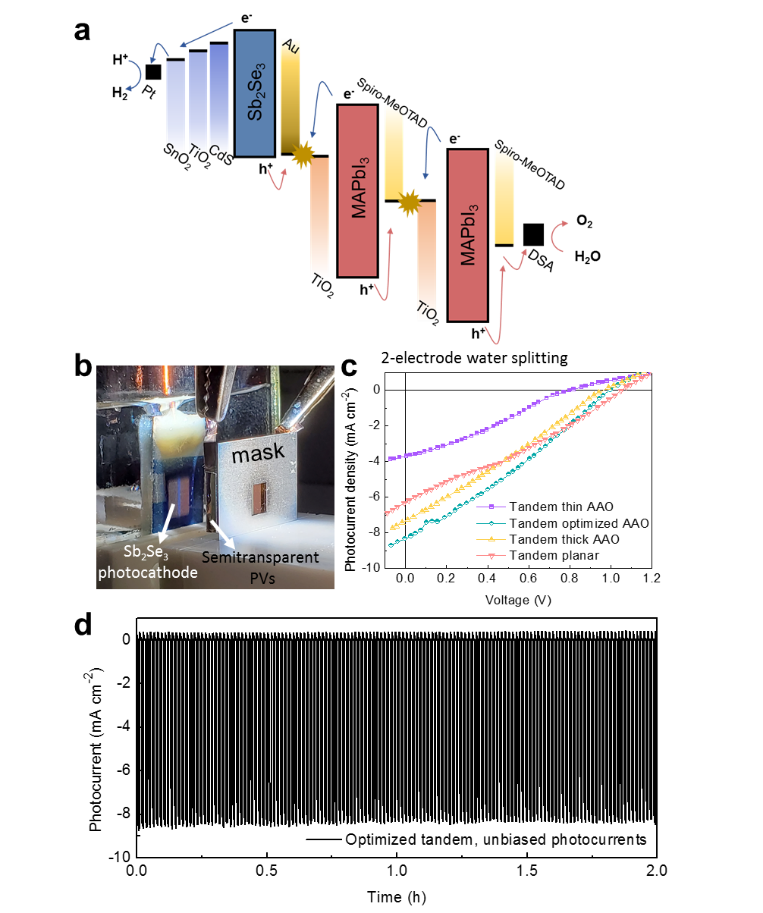 a
e-
H+
H2
Pt
SnO2
TiO2
CdS
Sb2Se3
h+
Au
TiO2
e-
MAPbI3
h+
Spiro-MeOTAD
TiO2
e-
MAPbI3
h+
Spiro-MeOTAD
DSA
O2
H2O
b
mask
Sb2Se3
photocathode
Semitransparent
PVs
c
2-electrode water splitting
Photocurrent density (mA cm-2)
0
-2
-4
-6
-8
-10
Tandem thin AAO
Tandem optimized AAO
Tandem thick AAO
Tandem planar
0.0 0.2 0.4 0.6 0.8 1.0 1.2
Voltage (V)
d
Photocurrent (mA cm-2)
0
-2
-4
-6
-8
-10
Optimized tandem, unbiased photocurrents
0.0 0.5 1.0 1.5 2.0
Time (h)